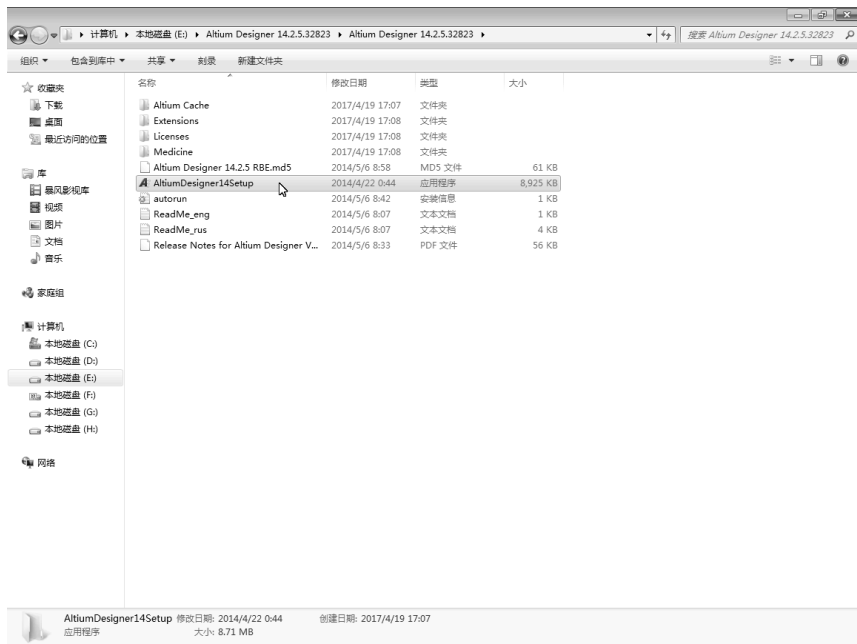 计算机 ▸ 本地磁盘 (E:) ▸ Altium Designer 14.2.5.32823 ▸ Altium Designer 14.2.5.32823 ▸
搜索 Altium Designer 14.2.5.32823
组织 包含到库中 共享 刻录 新建文件夹
名称 修改日期 类型 大小
收藏夹
下载
桌面
最近访问的位置
库
暴风影视库
视频
图片
文档
音乐
家庭组
计算机
本地磁盘 (C:)
本地磁盘 (D:)
本地磁盘 (E:)
本地磁盘 (F:)
本地磁盘 (G:)
本地磁盘 (H:)
网络
Altium Cache 2017/4/19 17:07 文件夹
Extensions 2017/4/19 17:08 文件夹
Licenses 2017/4/19 17:08 文件夹
Medicine 2017/4/19 17:08 文件夹
Altium Designer 14.2.5 RBE.md5 2014/5/6 8:58 MD5 文件 61 KB
AltiumDesigner14Setup 2014/4/22 0:44 应用程序 8,925 KB
autorun 2014/5/6 8:42 安装信息 1 KB
ReadMe_eng 2014/5/6 8:07 文本文档 1 KB
ReadMe_rus 2014/5/6 8:07 文本文档 4 KB
Release Notes for Altium Designer V... 2014/5/6 8:33 PDF 文件 56 KB
AltiumDesigner14Setup 修改日期: 2014/4/22 0:44 创建日期: 2017/4/19 17:07
应用程序 大小: 8.71 MB